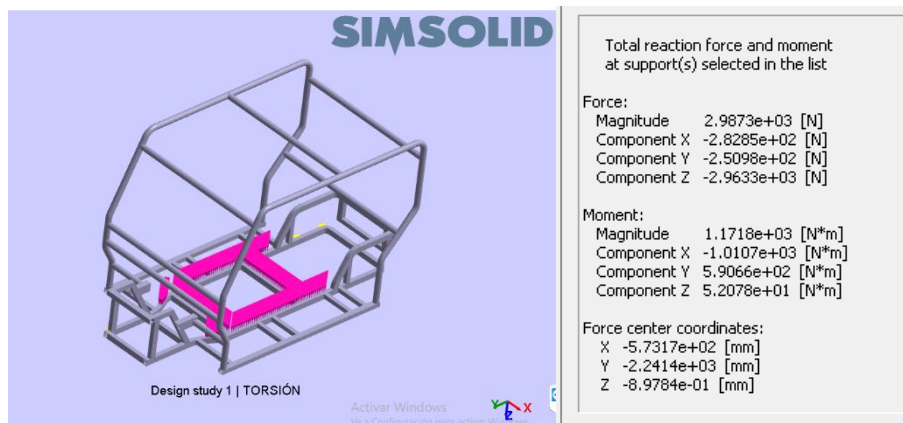 SIMSOLID
Design study 1 | TORSIÓN
Activar Windows
Y
X
Z
Total reaction force and moment
at support(s) selected in the list
Force:
Magnitude 2.9873e+03 [N]
Component X -2.8285e+02 [N]
Component Y -2.5098e+02 [N]
Component Z -2.9633e+03 [N]
Moment:
Magnitude 1.1718e+03 [N*m]
Component X -1.0107e+03 [N*m]
Component Y 5.9066e+02 [N*m]
Component Z 5.2078e+01 [N*m]
Force center coordinates:
X -5.7317e+02 [mm]
Y -2.2414e+03 [mm]
Z -8.9784e-01 [mm]